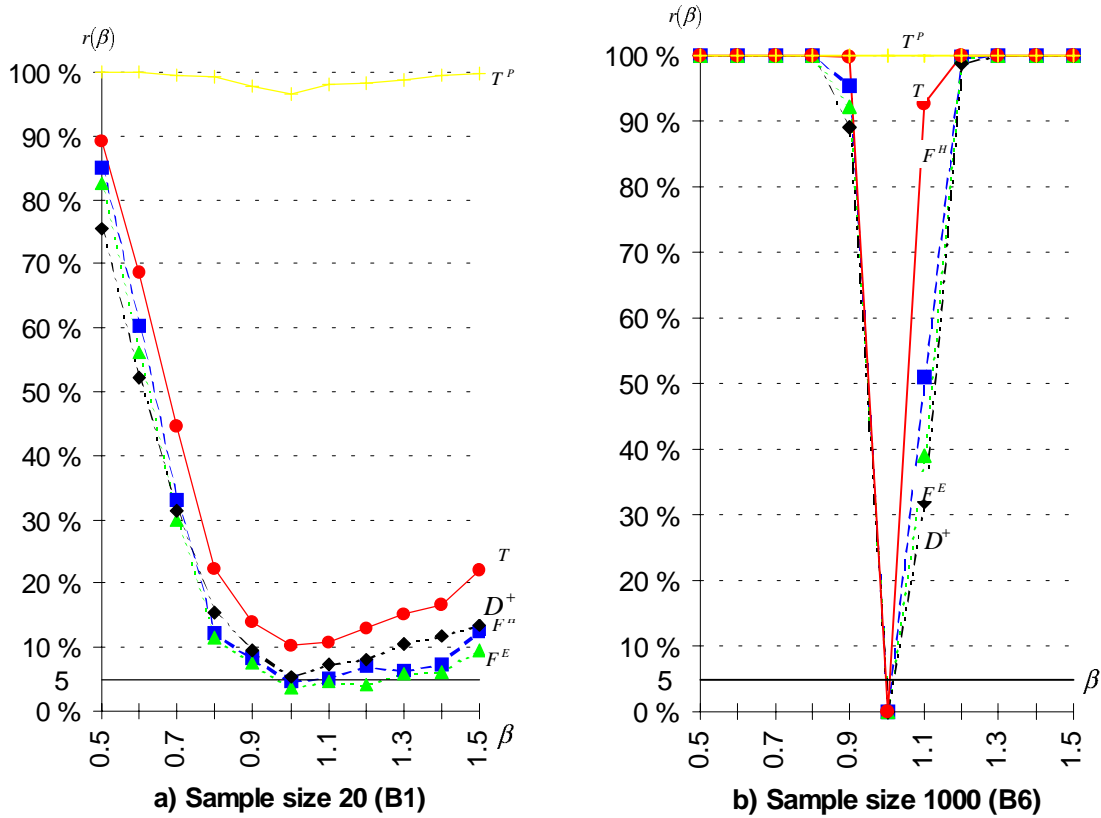 r(β)
100 %
90 %
80 %
70 %
60 %
50 %
40 %
30 %
20 %
10 %
5
0 %
T^P
T
D^+
F^H
F^E
β
0.5
0.7
0.9
1.1
1.3
1.5
a) Sample size 20 (B1)
r(β)
100 %
90 %
80 %
70 %
60 %
50 %
40 %
30 %
20 %
10 %
5
0 %
T^P
T
F^H
F^E
D^+
β
0.5
0.7
0.9
1.1
1.3
1.5
b) Sample size 1000 (B6)